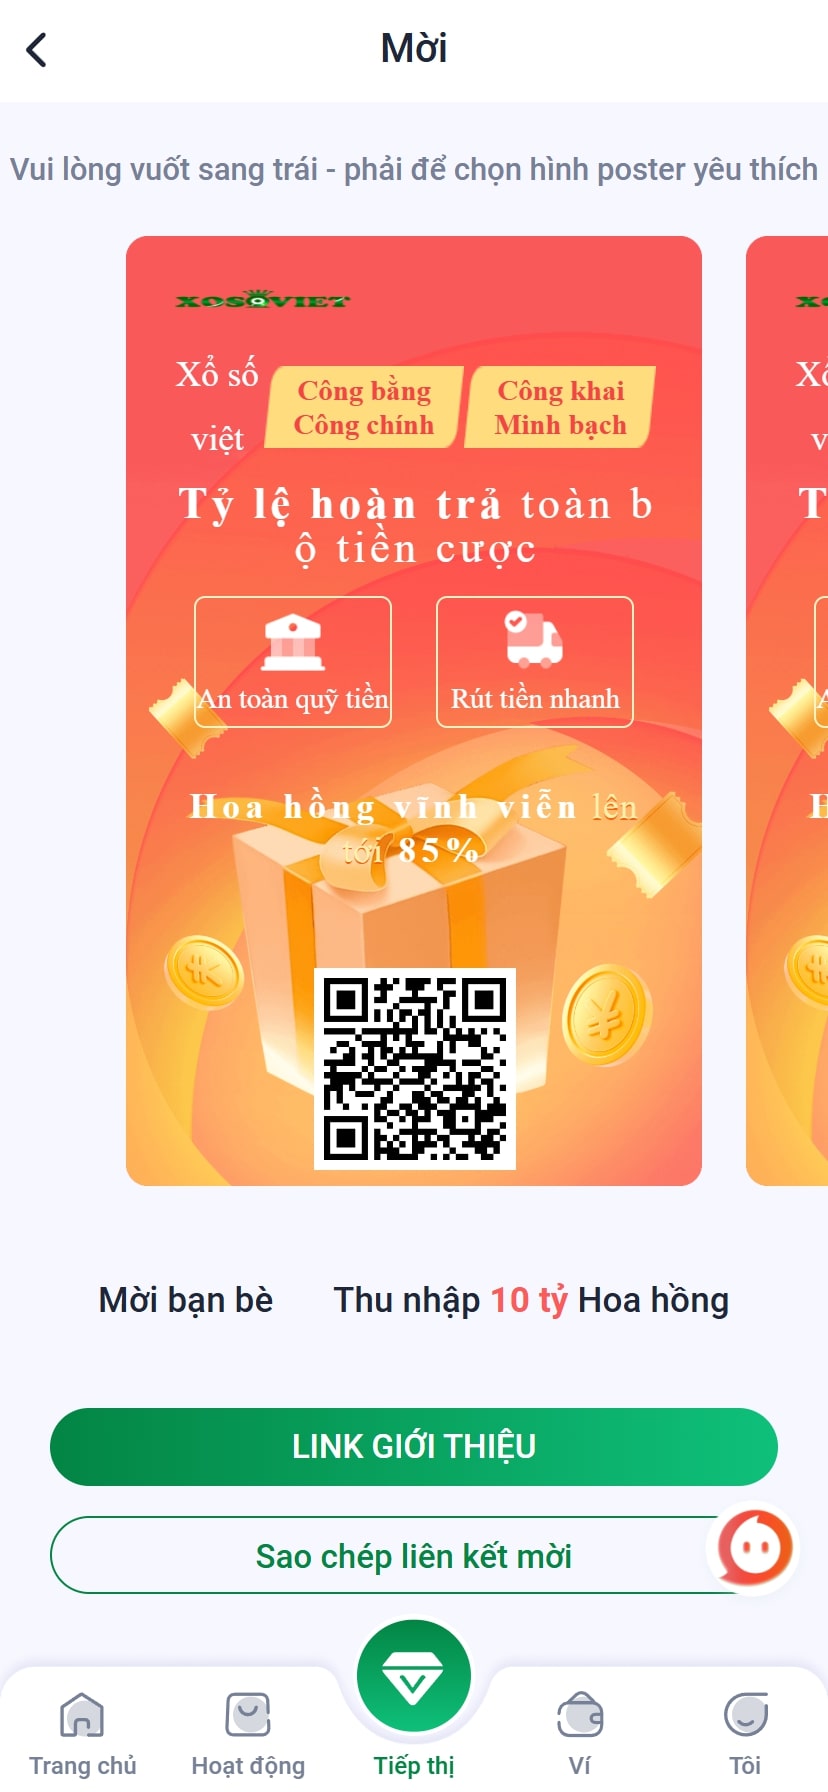 Mời
Vui lòng vuốt sang trái - phải để chọn hình poster yêu thích
XOSOVIET
Xổ số
việt
Công bằng
Công chính
Công khai
Minh bạch
Tỷ lệ hoàn trả toàn b
ộ tiền cược
An toàn quỹ tiền
Rút tiền nhanh
Hoa hồng vĩnh viễn lên
tới 85%
Mời bạn bè
Thu nhập 10 tỷ Hoa hồng
LINK GIỚI THIỆU
Sao chép liên kết mời
Trang chủ
Hoạt động
Tiếp thị
Ví
Tôi